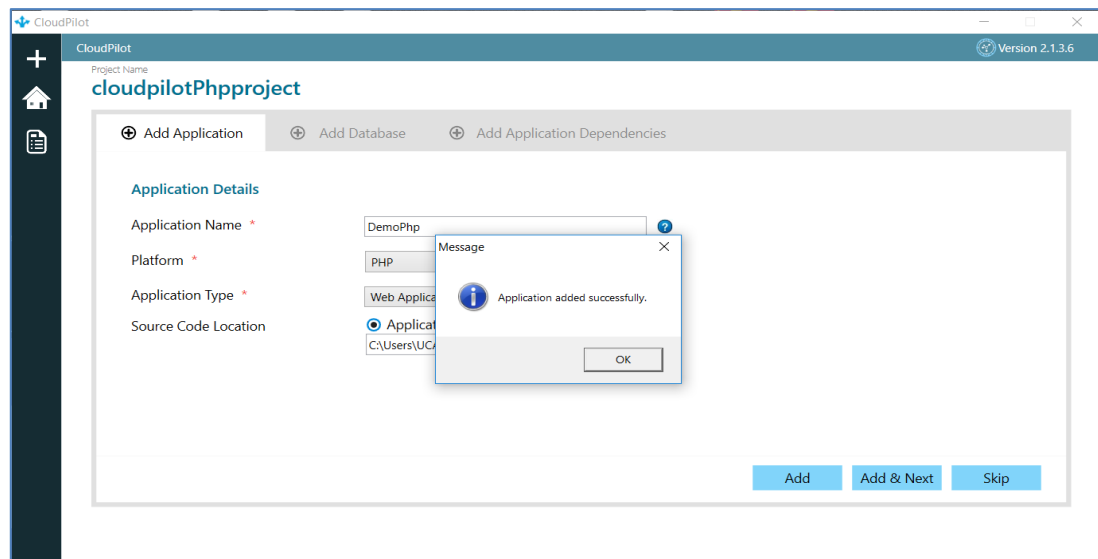 CloudPilot
CloudPilot
Version 2.1.3.6
Project Name
cloudpilotPhpproject
Add Application
Add Database
Add Application Dependencies
Application Details
Application Name *
DemoPhp
?
Message
Platform *
PHP
i
Application added successfully.
Application Type *
Web Applica
Source Code Location
Applicat
C:\Users\UCA
OK
Add
Add & Next
Skip